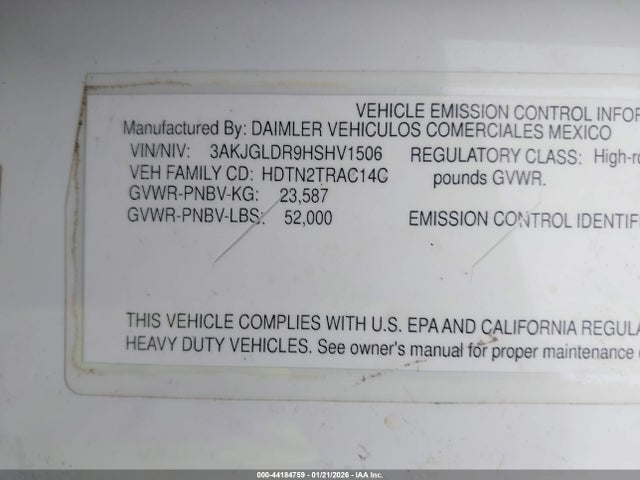 VEHICLE EMISSION CONTROL INFOR
Manufactured By: DAIMLER VEHICULOS COMERCIALES MEXICO
VIN/NIV: 3AKJGLDR9HSHV1506 REGULATORY CLASS: High-ro
VEH FAMILY CD: HDTN2TRAC14C pounds GVWR.
GVWR-PNBV-KG: 23,587
GVWR-PNBV-LBS: 52,000 EMISSION CONTROL IDENTIFI
THIS VEHICLE COMPLIES WITH U.S. EPA AND CALIFORNIA REGULA
HEAVY DUTY VEHICLES. See owner's manual for proper maintenance o
000-44184759 - 01/21/2026 - IAA Inc.